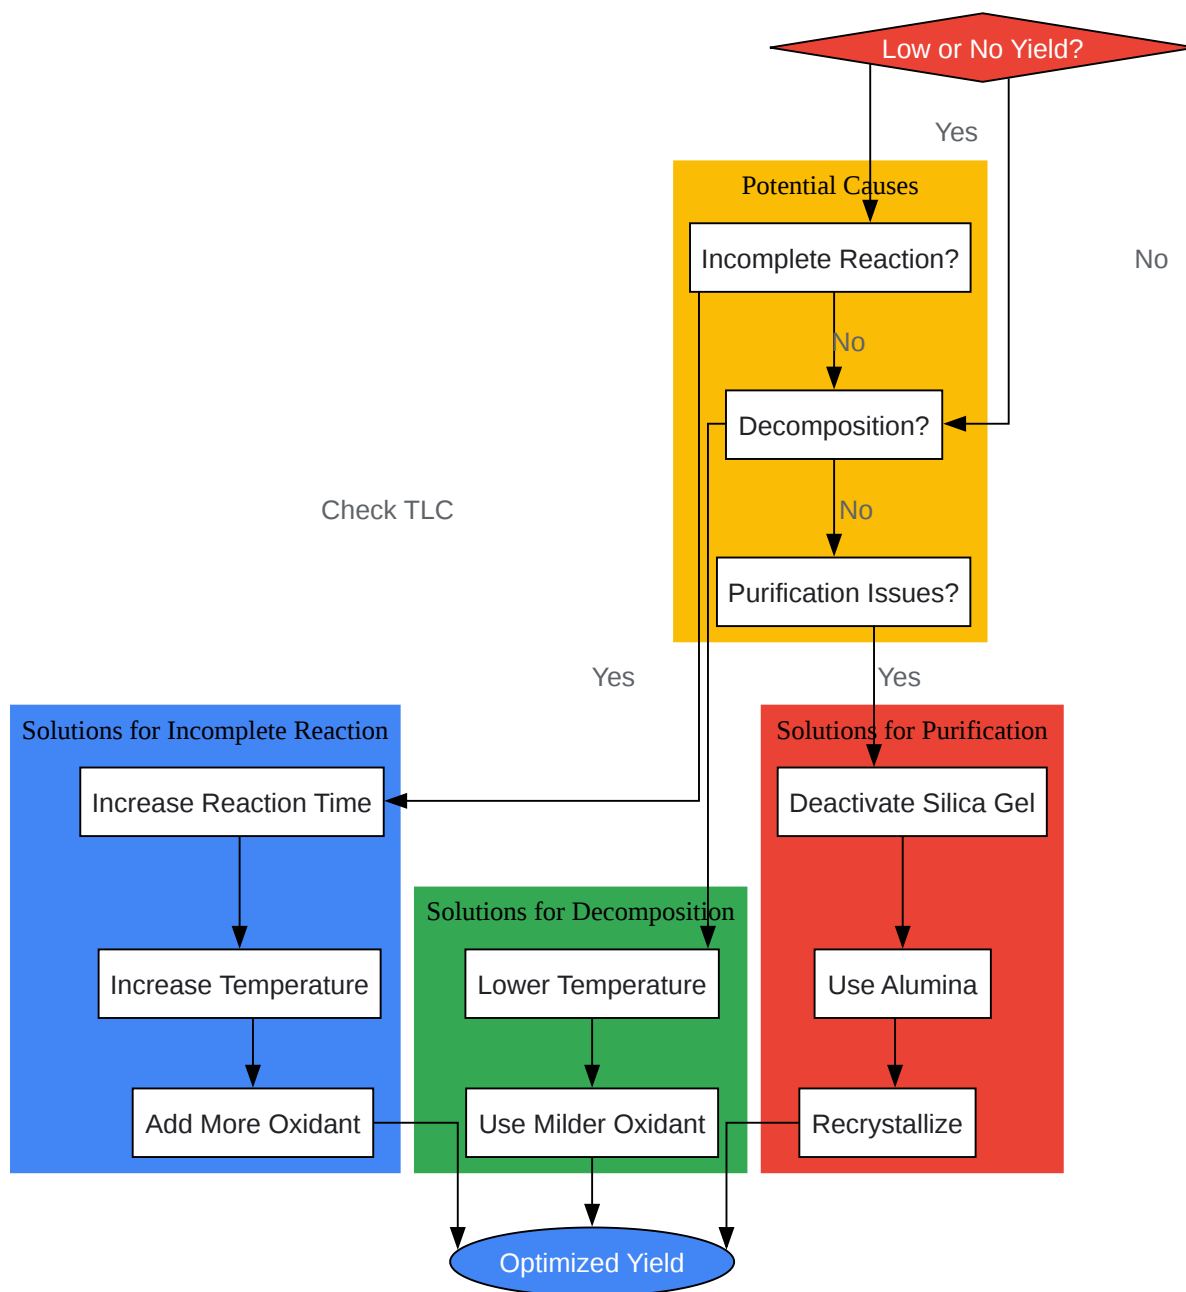 Low or No Yield?
Yes
Potential Causes
Incomplete Reaction?
No
No
Decomposition?
Check TLC
No
Purification Issues?
Yes
Yes
Solutions for Incomplete Reaction
Increase Reaction Time
Increase Temperature
Add More Oxidant
Solutions for Decomposition
Lower Temperature
Use Milder Oxidant
Solutions for Purification
Deactivate Silica Gel
Use Alumina
Recrystallize
Optimized Yield